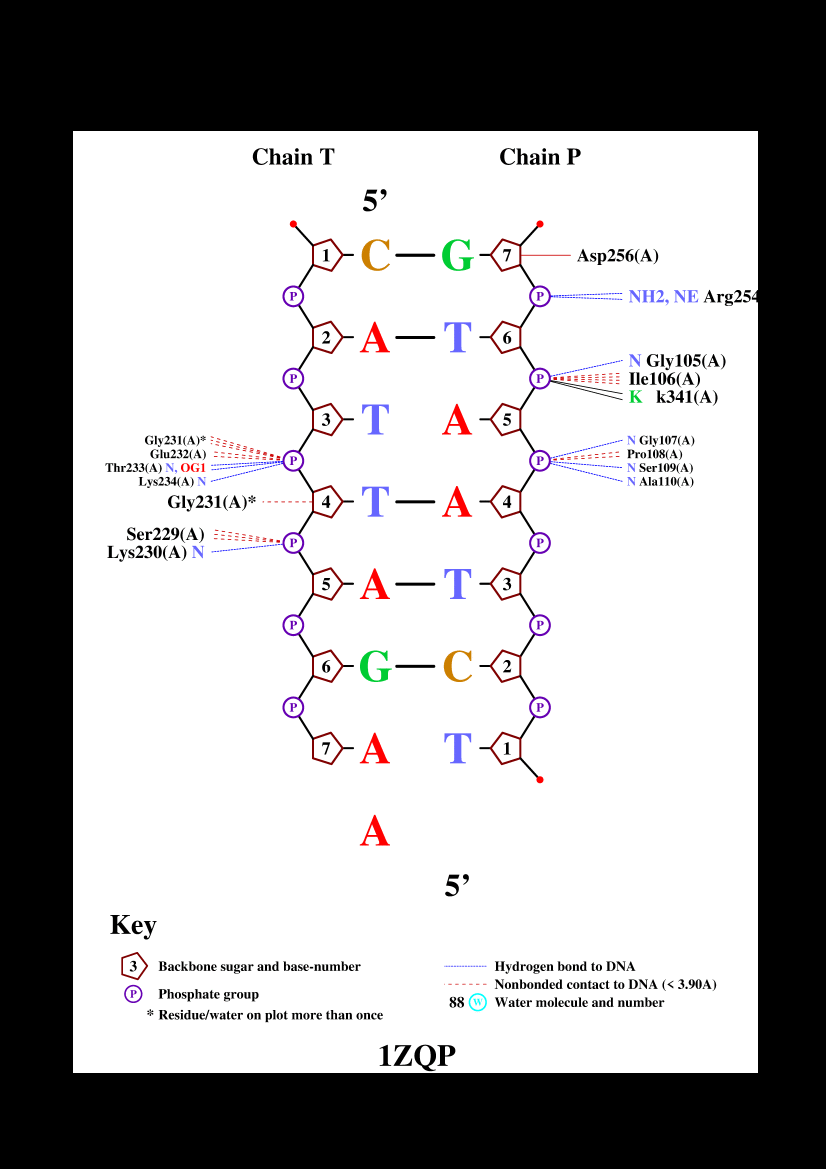 Chain T Chain P
5’
1 C G 7 Asp256(A)
P P NH2, NE Arg254
2 A T 6
N Gly105(A)
P P Ile106(A)
K k341(A)
3 T A 5
Gly231(A)* N Gly107(A)
Glu232(A) Pro108(A)
P P
Thr233(A) N, OG1 N Ser109(A)
Lys234(A) N N Ala110(A)
Gly231(A)* 4 T A 4
Ser229(A)
P P
Lys230(A) N
5 A T 3
P P
6 G C 2
P P
7 A T 1
A
5’
Key
3 Backbone sugar and base-number
Hydrogen bond to DNA
Nonbonded contact to DNA (< 3.90A)
P Phosphate group
88 W Water molecule and number
* Residue/water on plot more than once
1ZQP